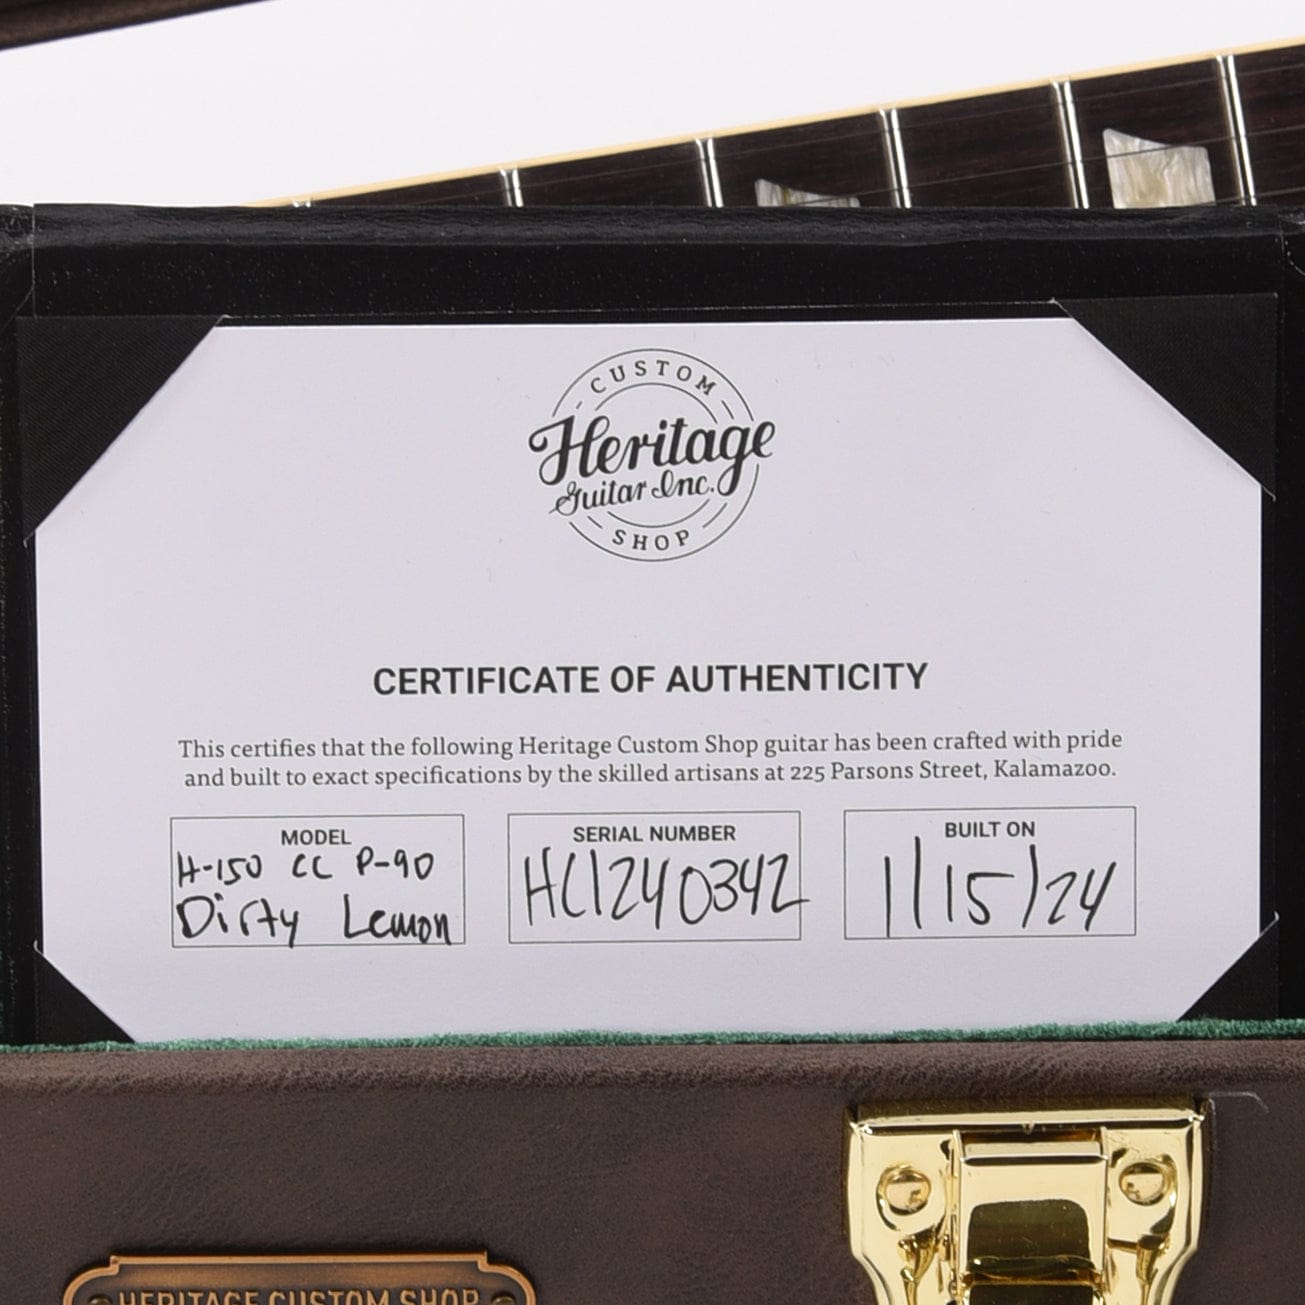 CUSTOM
Heritage
Guitar Inc.
SHOP
CERTIFICATE OF AUTHENTICITY
This certifies that the following Heritage Custom Shop guitar has been crafted with pride
and built to exact specifications by the skilled artisans at 225 Parsons Street, Kalamazoo.
MODEL
H-150 CC P-90
Dirty Lemon
SERIAL NUMBER
HC1240342
BUILT ON
11/15/24
HERITAGE CUSTOM SHOP